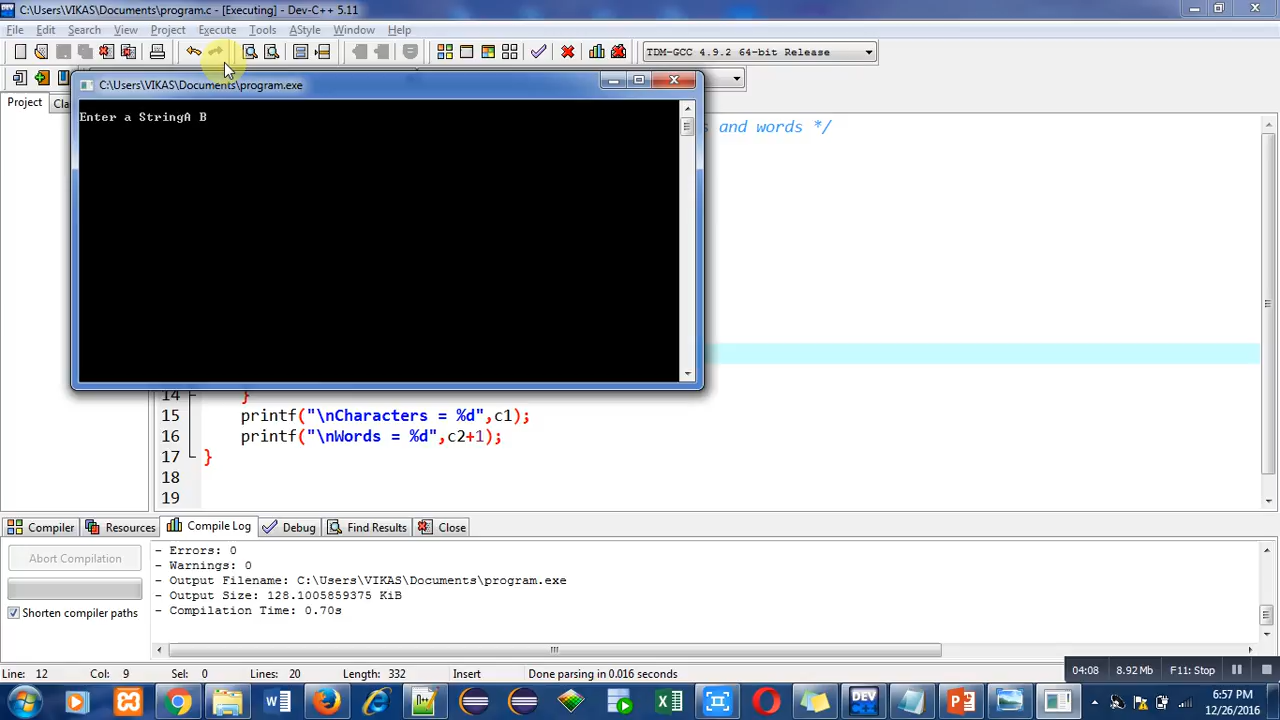 C:\Users\VIKAS\Documents\program.c - [Executing] - Dev-C++ 5.11
File Edit Search View Project Execute Tools AStyle Window Help
TDM-GCC 4.9.2 64-bit Release
C:\Users\VIKAS\Documents\program.exe
Project
Enter a StringA B
and words */
14 }
15 printf("\nCharacters = %d",c1);
16 printf("\nWords = %d",c2+1);
17 }
18
19
Compiler Resources Compile Log Debug Find Results Close
Abort Compilation
Shorten compiler paths
- Errors: 0
- Warnings: 0
- Output Filename: C:\Users\VIKAS\Documents\program.exe
- Output Size: 128.1005859375 KiB
- Compilation Time: 0.70s
Line: 12 Col: 9 Sel: 0 Lines: 20 Length: 332 Insert Done parsing in 0.016 seconds
04:08 8.92 Mb F11: Stop
DEV
6:57 PM
12/26/2016